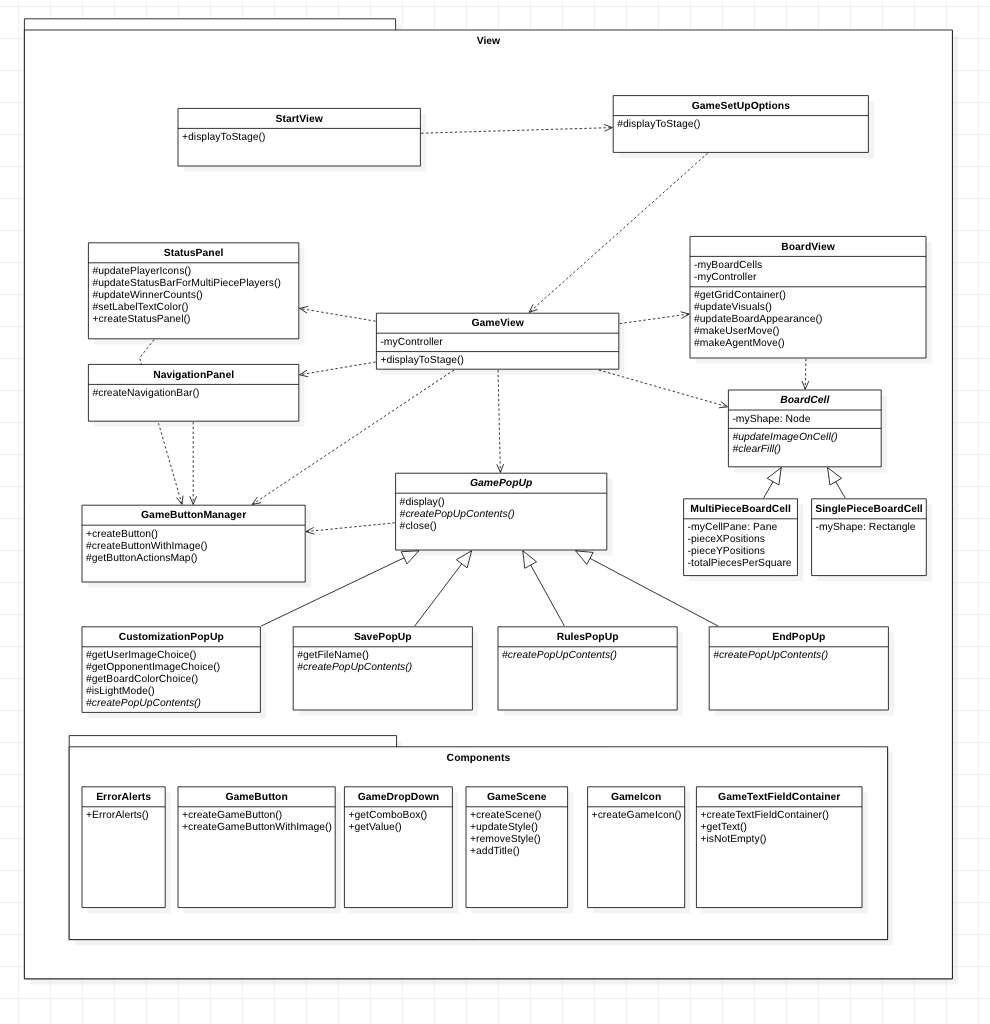 View
StartView
+displayToStage()
GameSetUpOptions
#displayToStage()
StatusPanel
#updatePlayerIcons()
#updateStatusBarForMultiPiecePlayers()
#updateWinnerCounts()
#setLabelTextColor()
+createStatusPanel()
BoardView
-myBoardCells
-myController
#getGridContainer()
#updateVisuals()
#updateBoardAppearance()
#makeUserMove()
#makeAgentMove()
GameView
-myController
+displayToStage()
NavigationPanel
#createNavigationBar()
BoardCell
-myShape: Node
#updateImageOnCell()
#clearFill()
GamePopUp
#display()
#createPopUpContents()
#close()
GameButtonManager
+createButton()
#createButtonWithImage()
#getButtonActionsMap()
MultiPieceBoardCell
-myCellPane: Pane
-pieceXPositions
-pieceYPositions
-totalPiecesPerSquare
SinglePieceBoardCell
-myShape: Rectangle
CustomizationPopUp
#getUserImageChoice()
#getOpponentImageChoice()
#getBoardColorChoice()
#isLightMode()
#createPopUpContents()
SavePopUp
#getFileName()
#createPopUpContents()
RulesPopUp
#createPopUpContents()
EndPopUp
#createPopUpContents()
Components
ErrorAlerts
+ErrorAlerts()
GameButton
+createGameButton()
+createGameButtonWithImage()
GameDropDown
+getComboBox()
+getValue()
GameScene
+createScene()
+updateStyle()
+removeStyle()
+addTitle()
GameIcon
+createGameIcon()
GameTextFieldContainer
+createTextFieldContainer()
+getText()
+isNotEmpty()